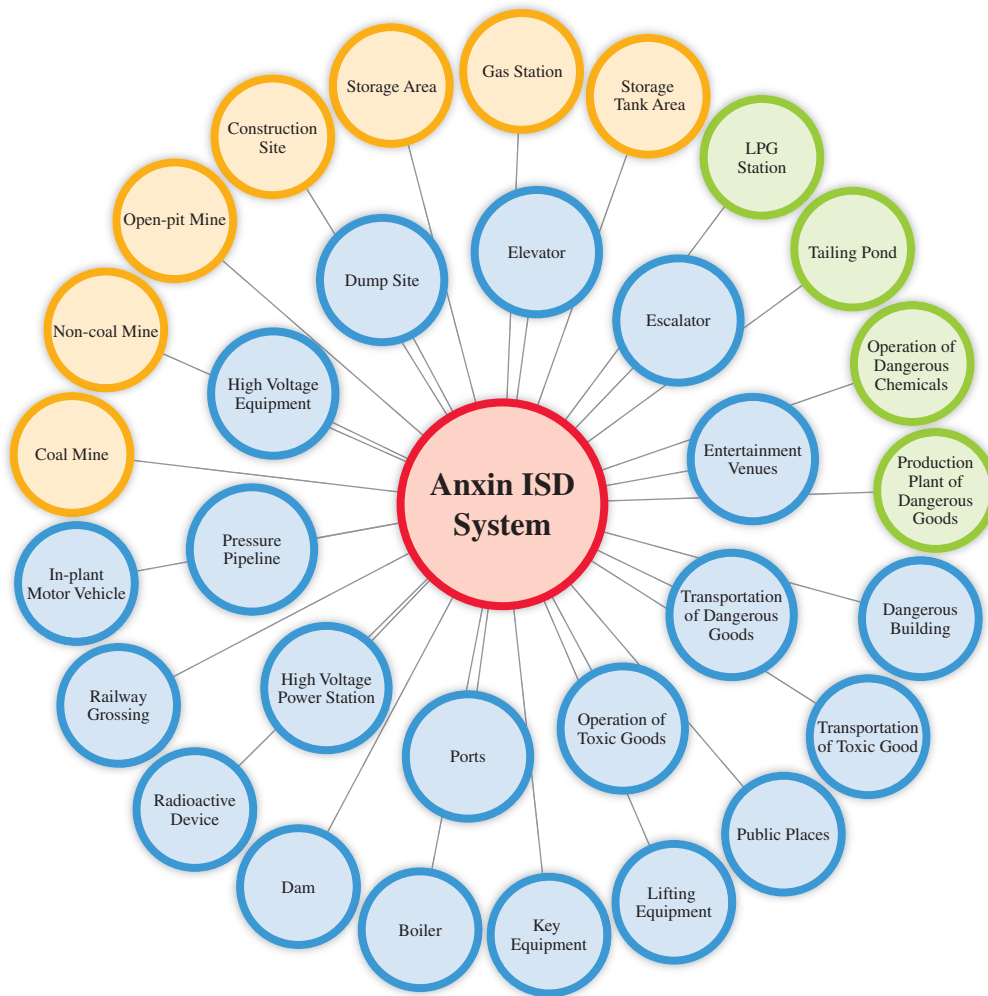 Gas Station
Storage Area
Storage
Tank Area
Construction
Site
LPG
Station
Open-pit Mine
Dump Site
Elevator
Tailing Pond
Non-coal Mine
Escalator
High Voltage
Equipment
Operation of
Dangerous
Chemicals
Coal Mine
Entertainment
Venues
Production
Plant of
Dangerous
Goods
Anxin ISD
System
Pressure
Pipeline
In-plant
Motor Vehicle
Transportation
of Dangerous
Goods
Dangerous
Building
High Voltage
Power Station
Railway
Grossing
Operation of
Toxic Goods
Transportation
of Toxic Good
Ports
Radioactive
Device
Public Places
Dam
Lifting
Equipment
Boiler
Key
Equipment